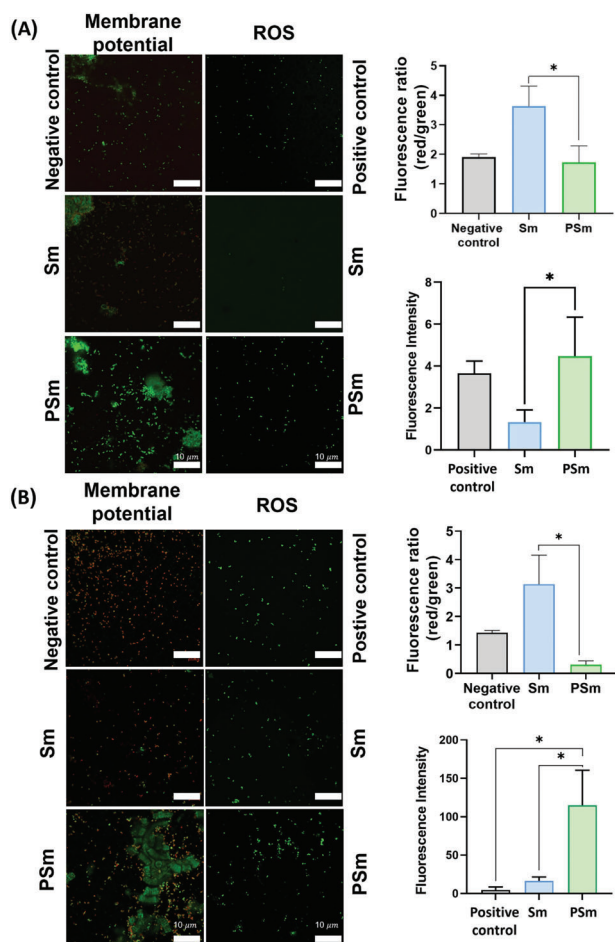 (A)
Membrane
potential
ROS
Negative control
Positive control
Sm
Sm
PSm
PSm
10 μm
10 μm
Fluorescence ratio
(red/green)
5
4
3
2
1
0
*
Negative
control
Sm
PSm
Fluorescence Intensity
8
6
4
2
0
*
Positive
control
Sm
PSm
(B)
Membrane
potential
ROS
Negative control
Postive control
Sm
Sm
PSm
PSm
10 μm
10 μm
Fluorescence ratio
(red/green)
5
4
3
2
1
0
*
Negative
control
Sm
PSm
Fluorescence Intensity
200
150
100
50
0
*
*
Positive
control
Sm
PSm